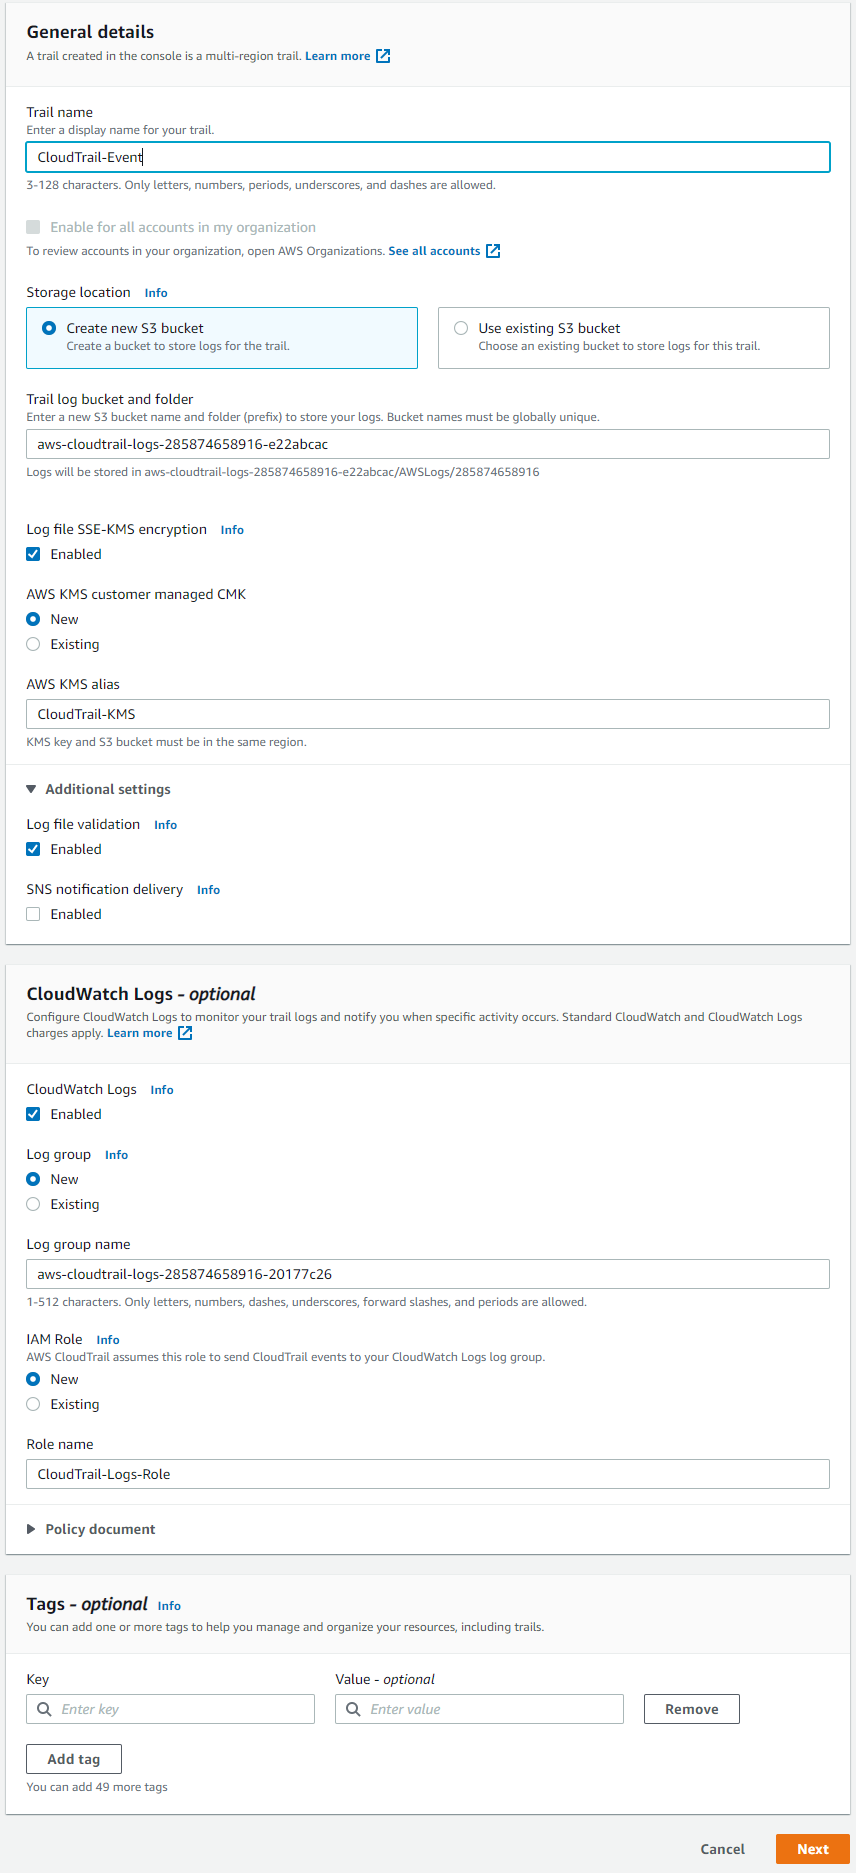 General details
A trail created in the console is a multi-region trail. Learn more
Trail name
Enter a display name for your trail.
CloudTrail-Event
3-128 characters. Only letters, numbers, periods, underscores, and dashes are allowed.
Enable for all accounts in my organization
To review accounts in your organization, open AWS Organizations. See all accounts
Storage location Info
Create new S3 bucket
Create a bucket to store logs for the trail.
Use existing S3 bucket
Choose an existing bucket to store logs for this trail.
Trail log bucket and folder
Enter a new S3 bucket name and folder (prefix) to store your logs. Bucket names must be globally unique.
aws-cloudtrail-logs-285874658916-e22abcac
Logs will be stored in aws-cloudtrail-logs-285874658916-e22abcac/AWSLogs/285874658916
Log file SSE-KMS encryption Info
Enabled
AWS KMS customer managed CMK
New
Existing
AWS KMS alias
CloudTrail-KMS
KMS key and S3 bucket must be in the same region.
Additional settings
Log file validation Info
Enabled
SNS notification delivery Info
Enabled
CloudWatch Logs - optional
Configure CloudWatch Logs to monitor your trail logs and notify you when specific activity occurs. Standard CloudWatch and CloudWatch Logs
charges apply. Learn more
CloudWatch Logs Info
Enabled
Log group Info
New
Existing
Log group name
aws-cloudtrail-logs-285874658916-20177c26
1-512 characters. Only letters, numbers, dashes, underscores, forward slashes, and periods are allowed.
IAM Role Info
AWS CloudTrail assumes this role to send CloudTrail events to your CloudWatch Logs log group.
New
Existing
Role name
CloudTrail-Logs-Role
Policy document
Tags - optional Info
You can add one or more tags to help you manage and organize your resources, including trails.
Key Value - optional
Enter key Enter value Remove
Add tag
You can add 49 more tags
Cancel Next